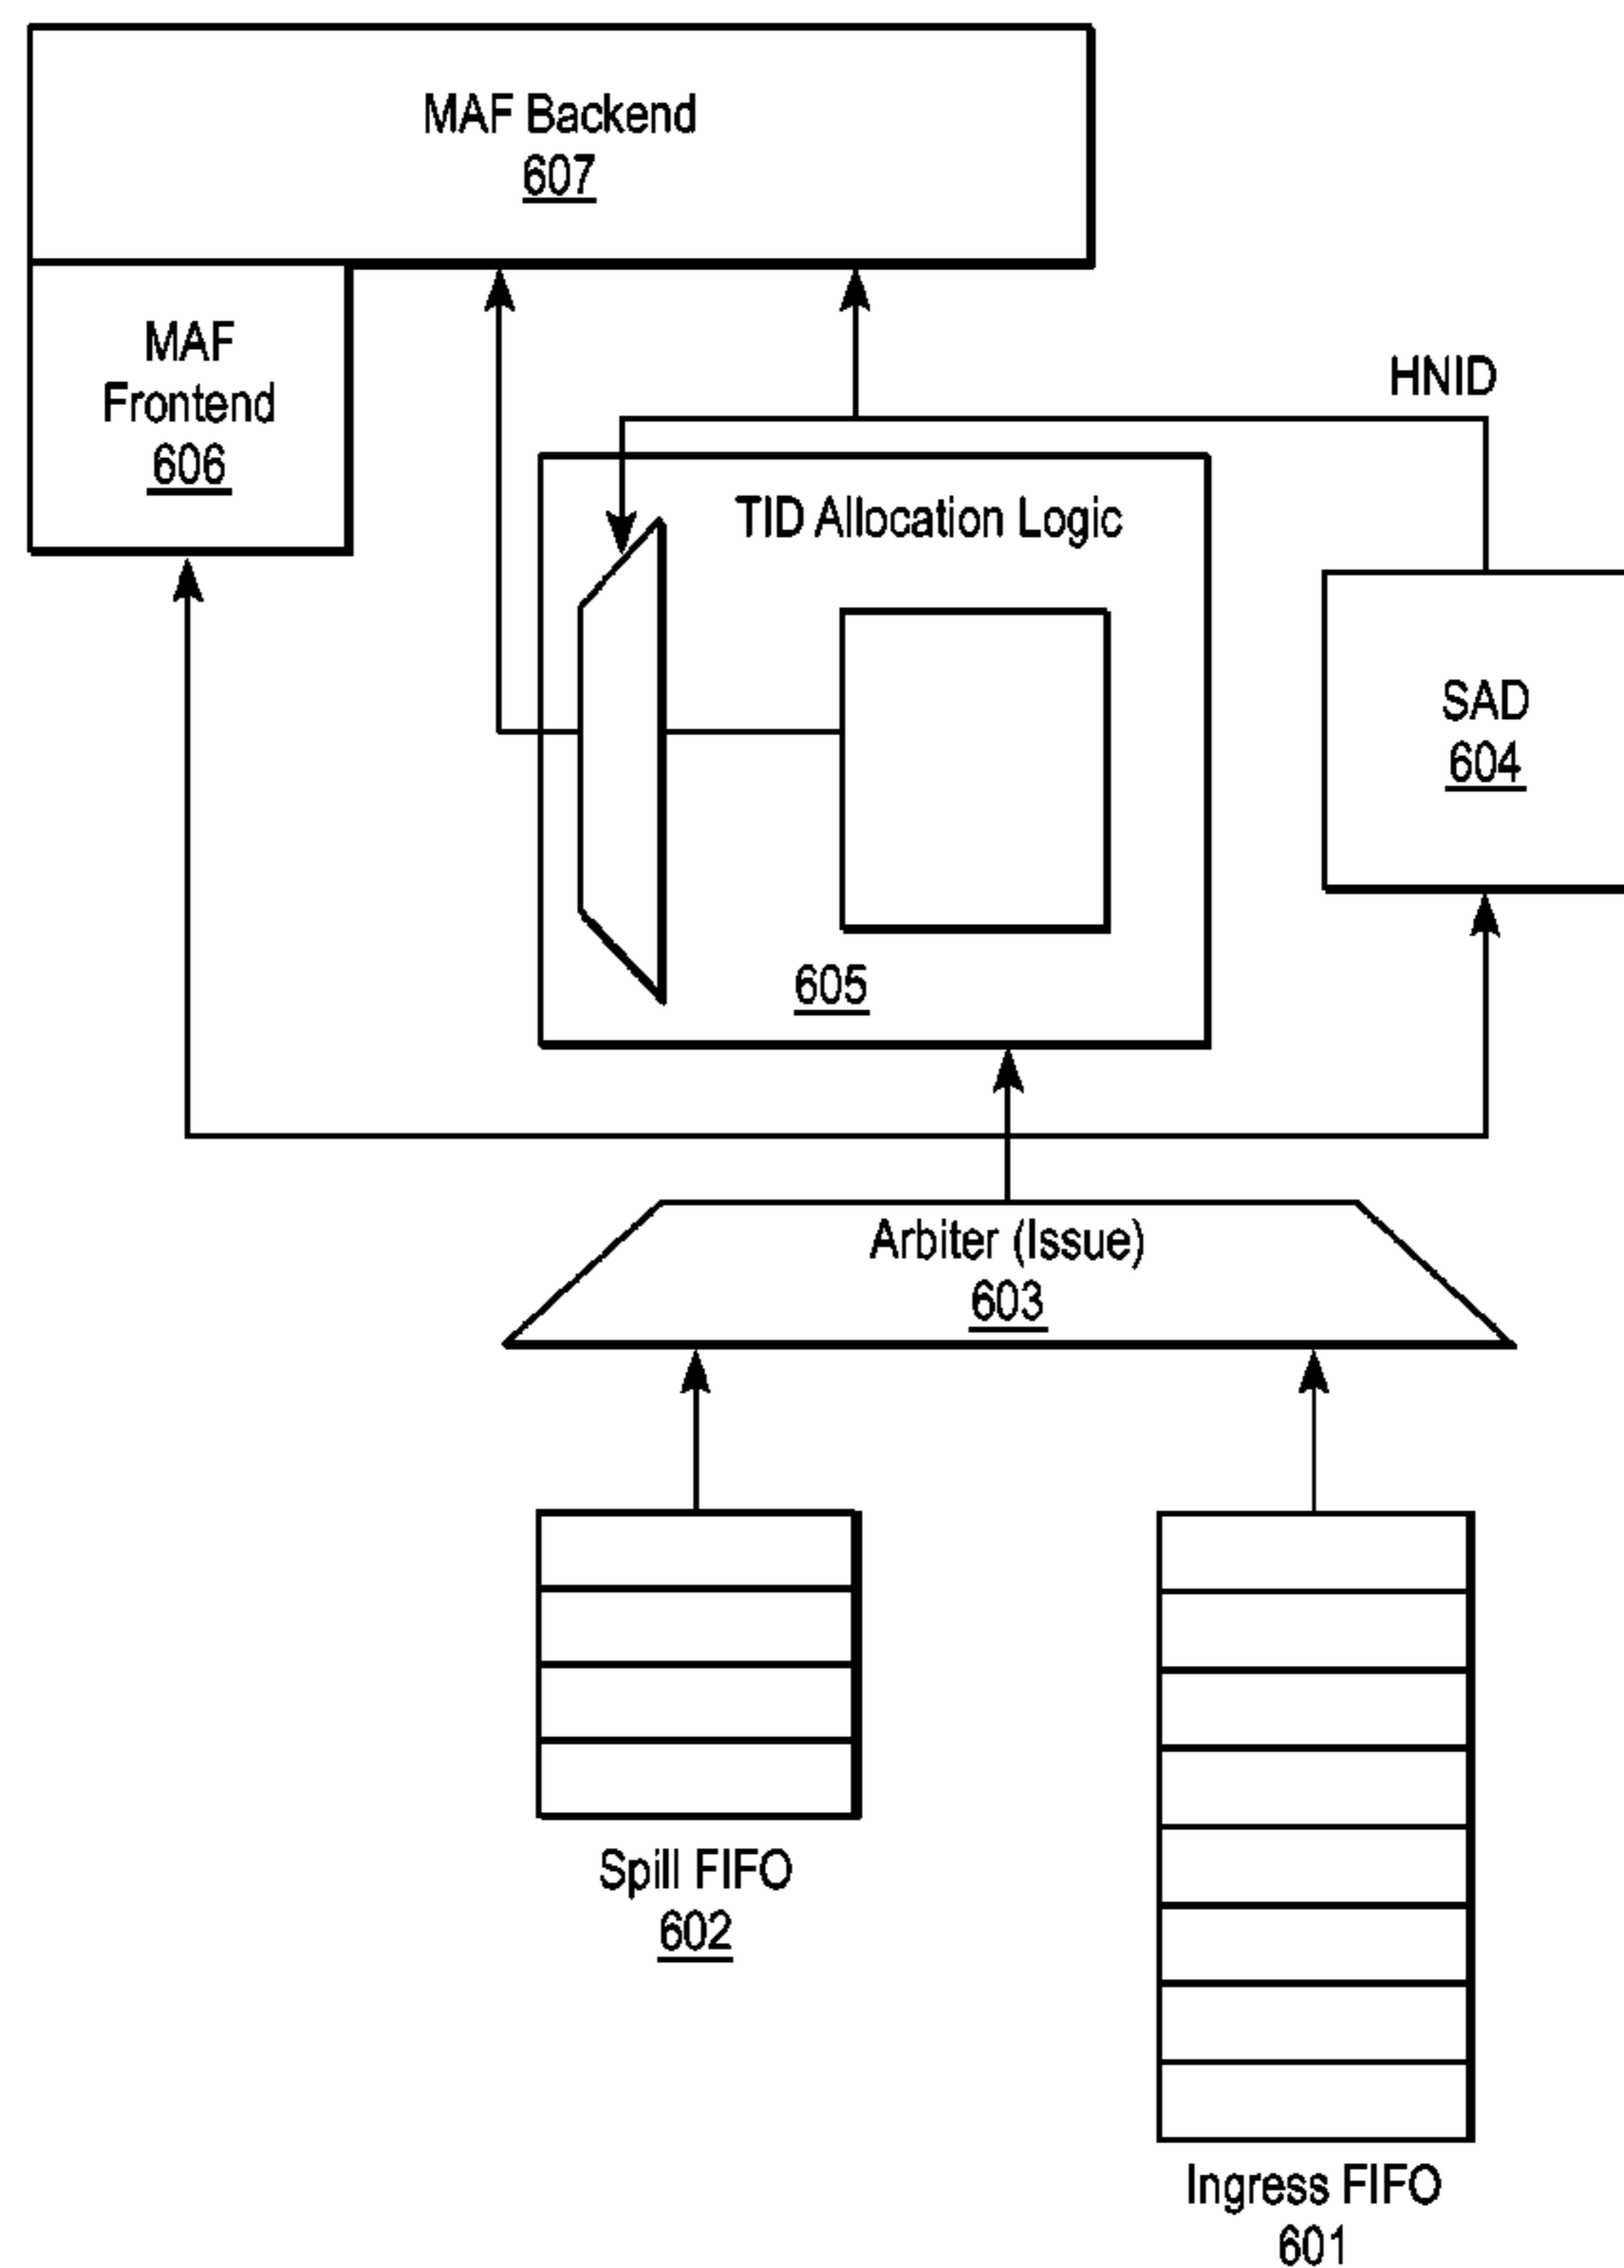 MAF Backend
607
MAF
Frontend
606
HNID
TID Allocation Logic
SAD
604
605
Arbiter (Issue)
603
Spill FIFO
602
Ingress FIFO
601